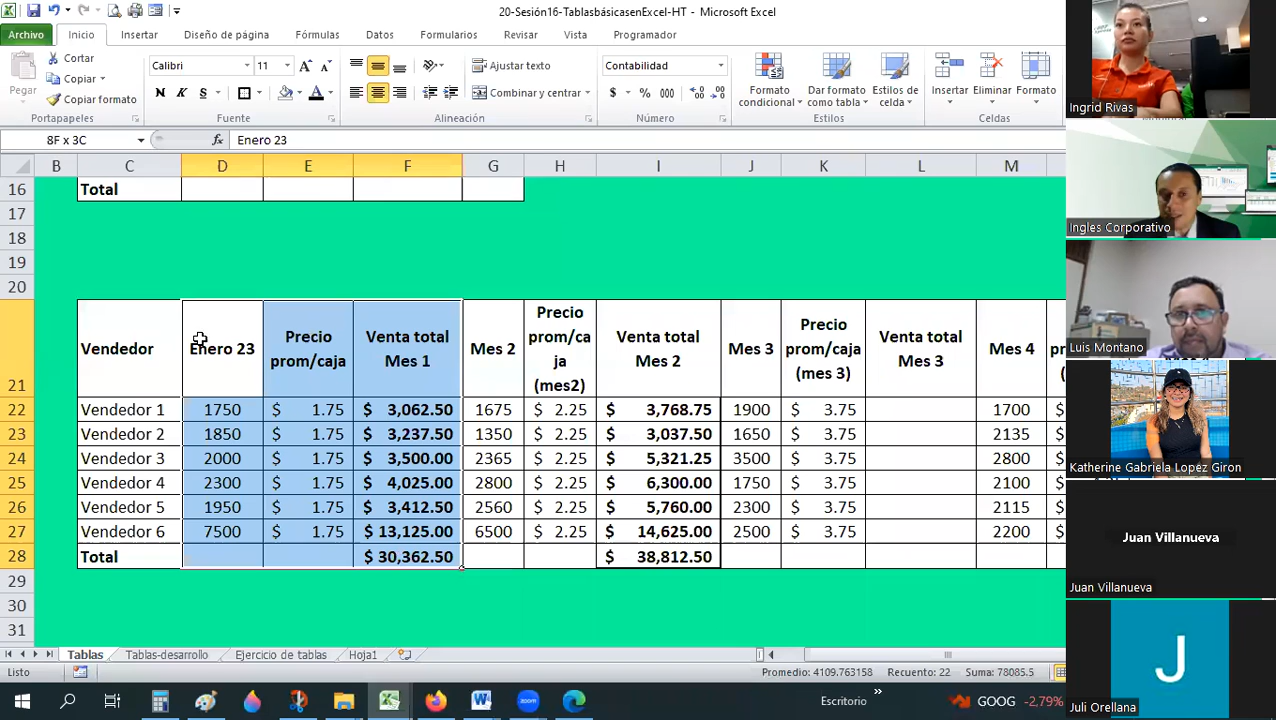 20-Sesión16-TablasbásicasenExcel-HT - Microsoft Excel
Archivo Inicio Insertar Diseño de página Fórmulas Datos Formularios Revisar Vista Programador
Pegar Cortar Copiar Copiar formato
Calibri 11
N K S A A A
Ajustar texto
Combinar y centrar
Contabilidad
$ % 000
Formato condicional Dar formato como tabla Estilos de celda Insertar Eliminar Formato
Portapapeles Fuente Alineación Número Estilos Celdas
8F x 3C fx Enero 23
B C D E F G H I J K L M
16 Total
17
18
19
20
21 Vendedor Enero 23 Precio prom/caja Venta total Mes 1 Mes 2 Precio prom/ca ja (mes2) Venta total Mes 2 Mes 3 Precio prom/caja (mes 3) Venta total Mes 3 Mes 4
22 Vendedor 1 1750 $ 1.75 $ 3,062.50 1675 $ 2.25 $ 3,768.75 1900 $ 3.75 1700 $
23 Vendedor 2 1850 $ 1.75 $ 3,237.50 1350 $ 2.25 $ 3,037.50 1650 $ 3.75 2135 $
24 Vendedor 3 2000 $ 1.75 $ 3,500.00 2365 $ 2.25 $ 5,321.25 3500 $ 3.75 2800 $
25 Vendedor 4 2300 $ 1.75 $ 4,025.00 2800 $ 2.25 $ 6,300.00 1750 $ 3.75 2100 $
26 Vendedor 5 1950 $ 1.75 $ 3,412.50 2560 $ 2.25 $ 5,760.00 2300 $ 3.75 2115 $
27 Vendedor 6 7500 $ 1.75 $ 13,125.00 6500 $ 2.25 $ 14,625.00 2500 $ 3.75 2200 $
28 Total $ 30,362.50 $ 38,812.50
29
30
31
Tablas Tablas-desarrollo Ejercicio de tablas Hoja1
Listo Promedio: 4109.763158 Recuento: 22 Suma: 78085.5
Escritorio » GOOG -2,79%
Ingrid Rivas
Ingles Corporativo
Luis Montano
Katherine Gabriela Lopez Giron
Juan Villanueva
Juan Villanueva
J
Juli Orellana